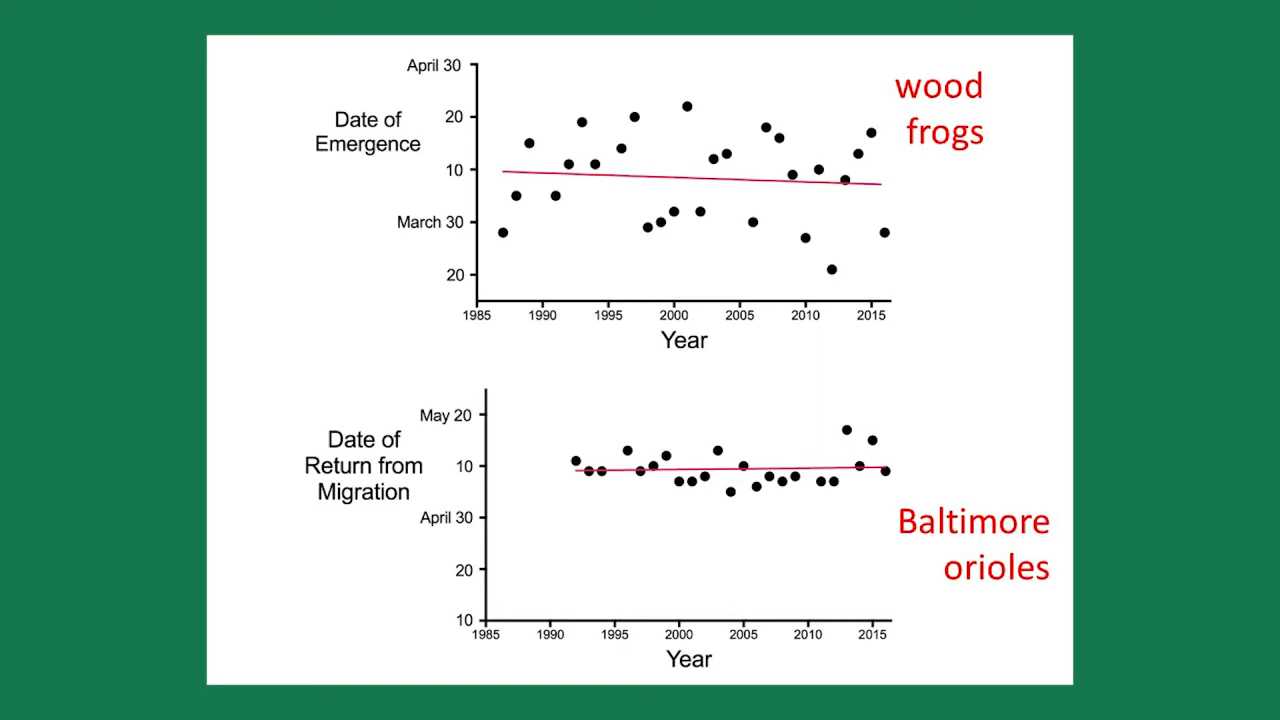 wood
frogs
April 30
Date of
Emergence
20
10
March 30
20
1985 1990 1995 2000 2005 2010 2015
Year
May 20
Date of
Return from
Migration
10
April 30
20
10
1985 1990 1995 2000 2005 2010 2015
Year
Baltimore
orioles